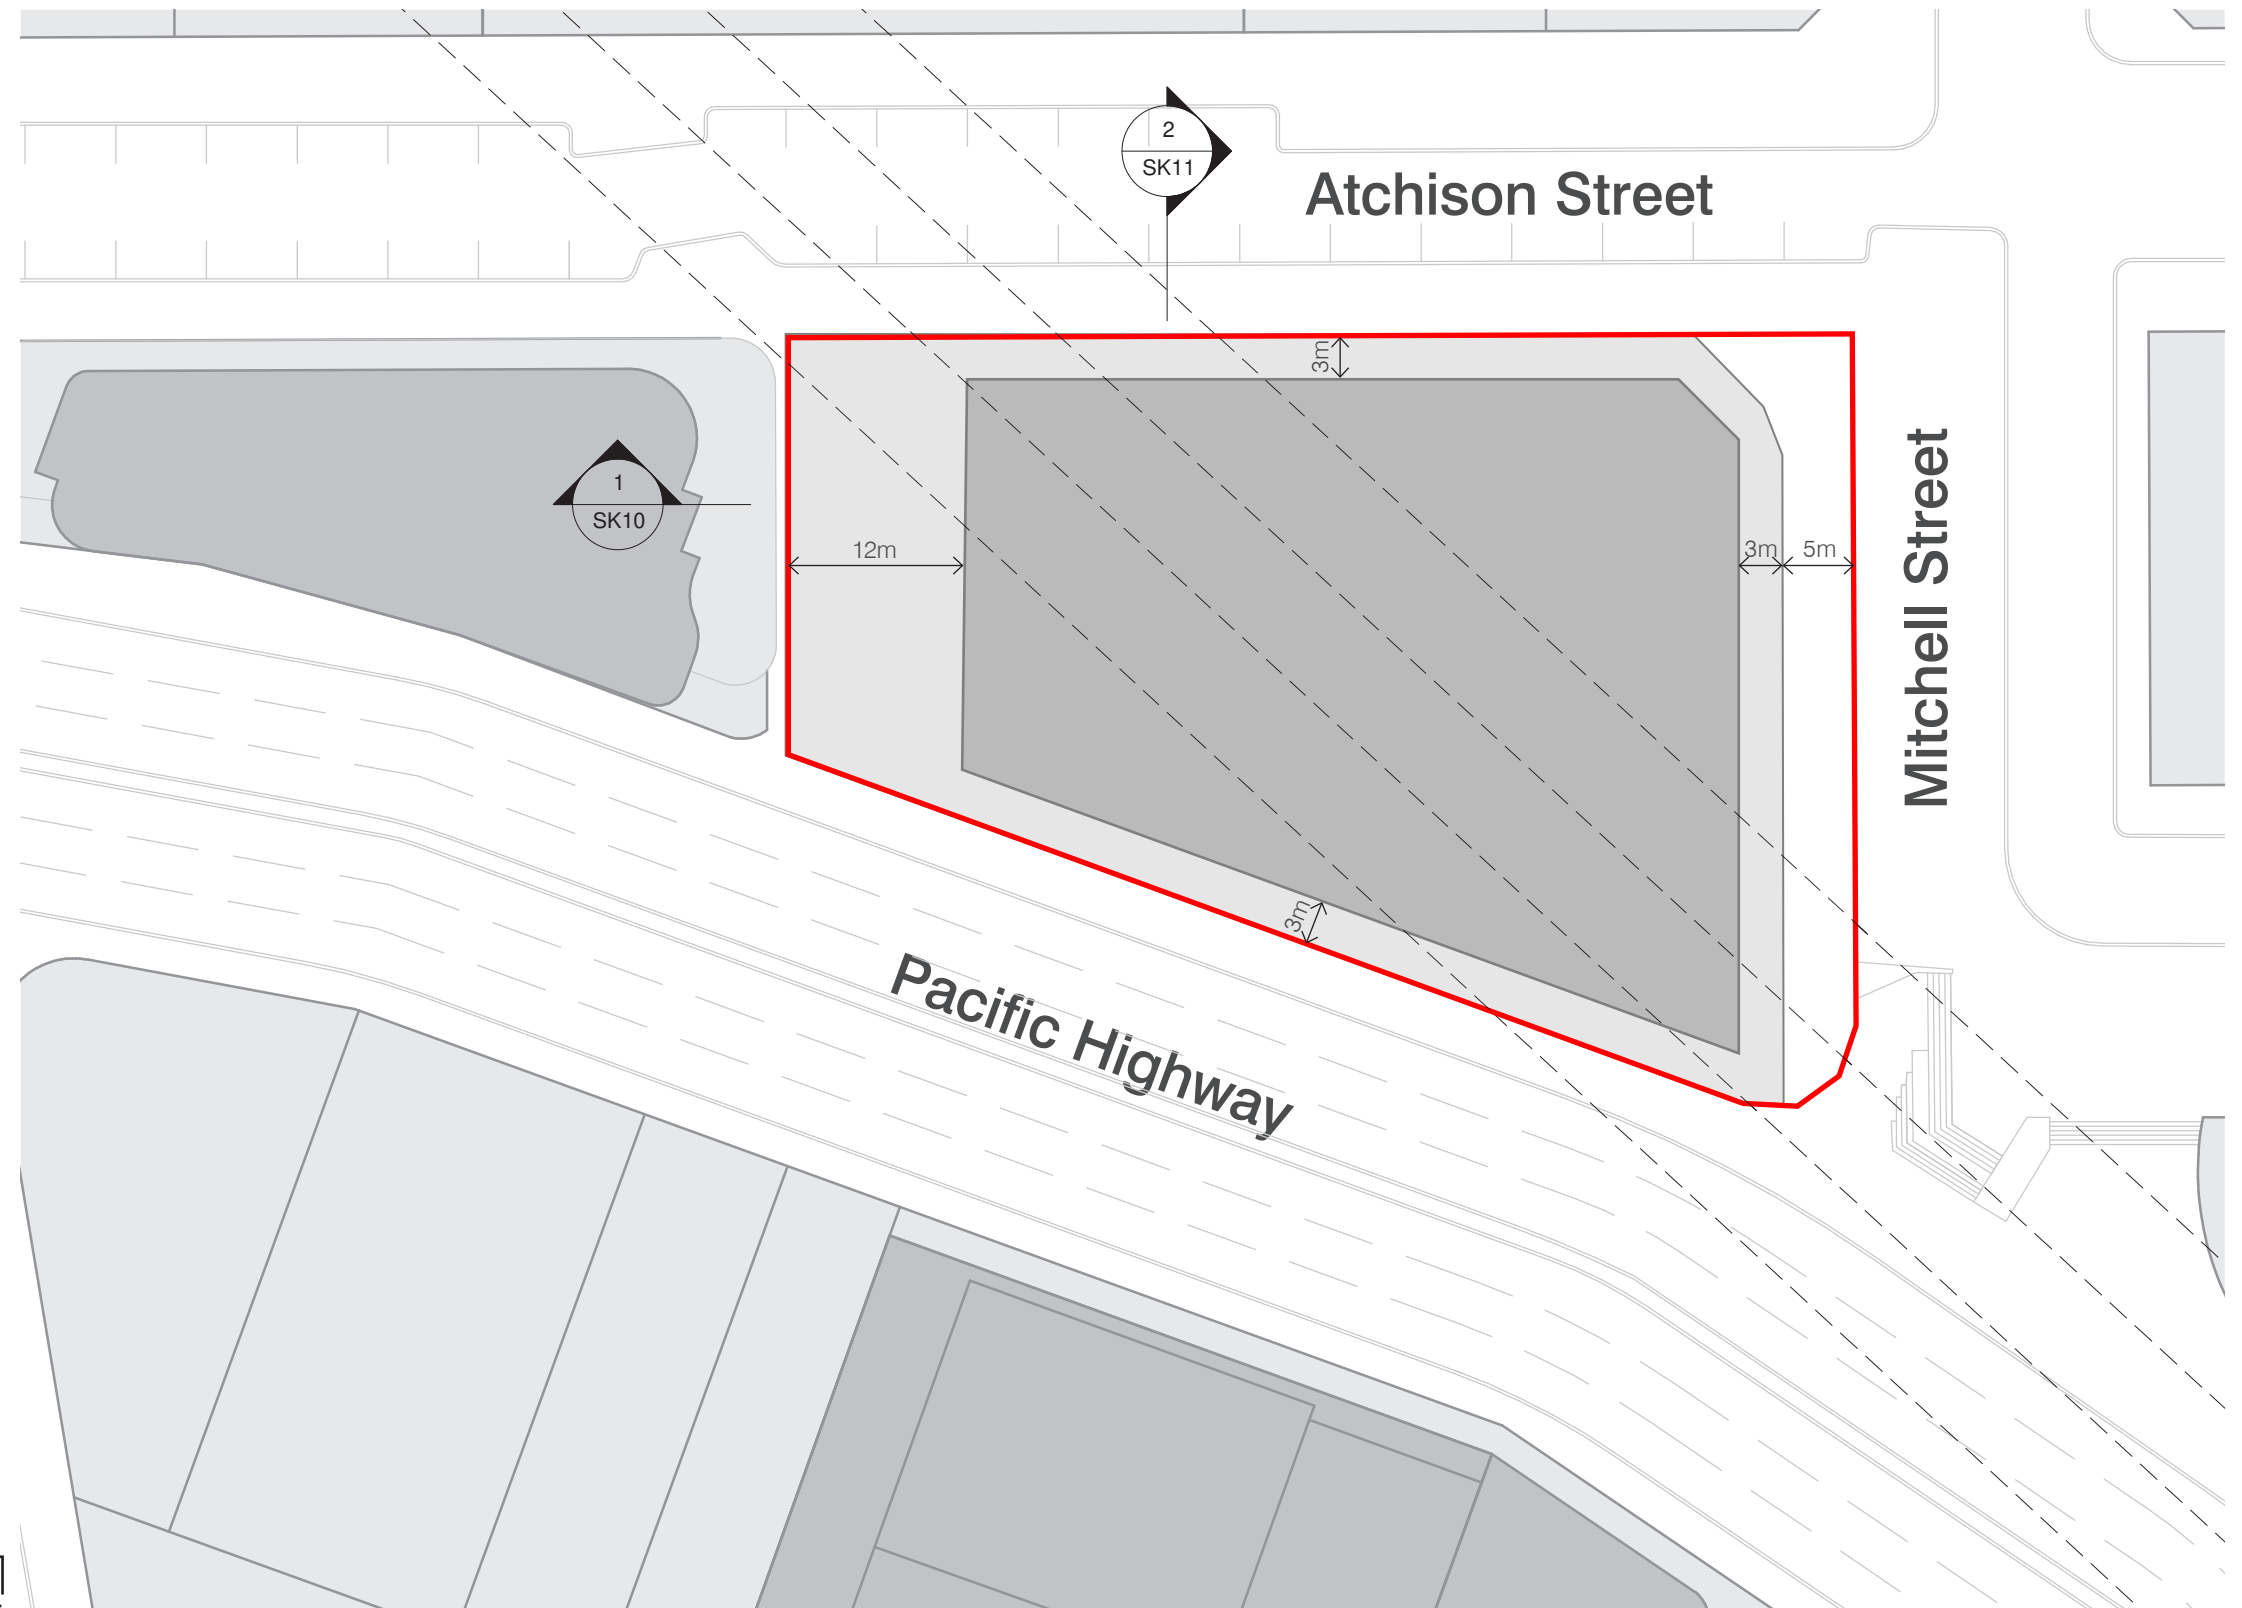 2
SK11
Atchison Street
3m
1
SK10
12m
3m
5m
Mitchell Street
3m
Pacific Highway